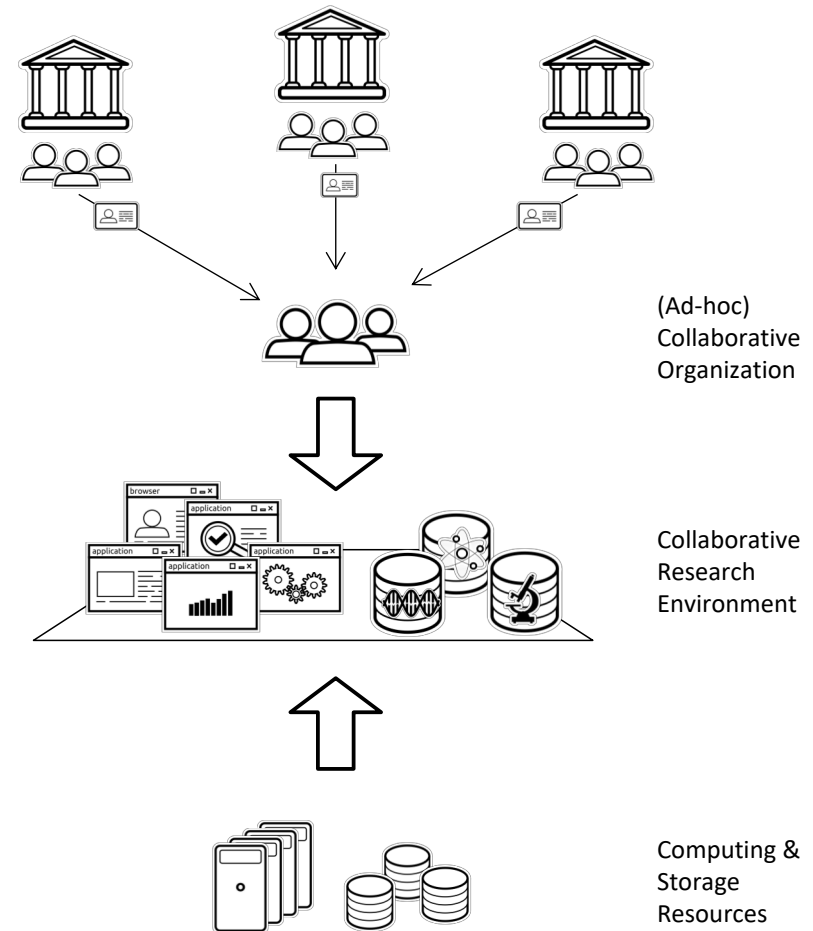 (Ad-hoc)
Collaborative
Organization
browser
application
application
application
application
Collaborative
Research
Environment
Computing &
Storage
Resources